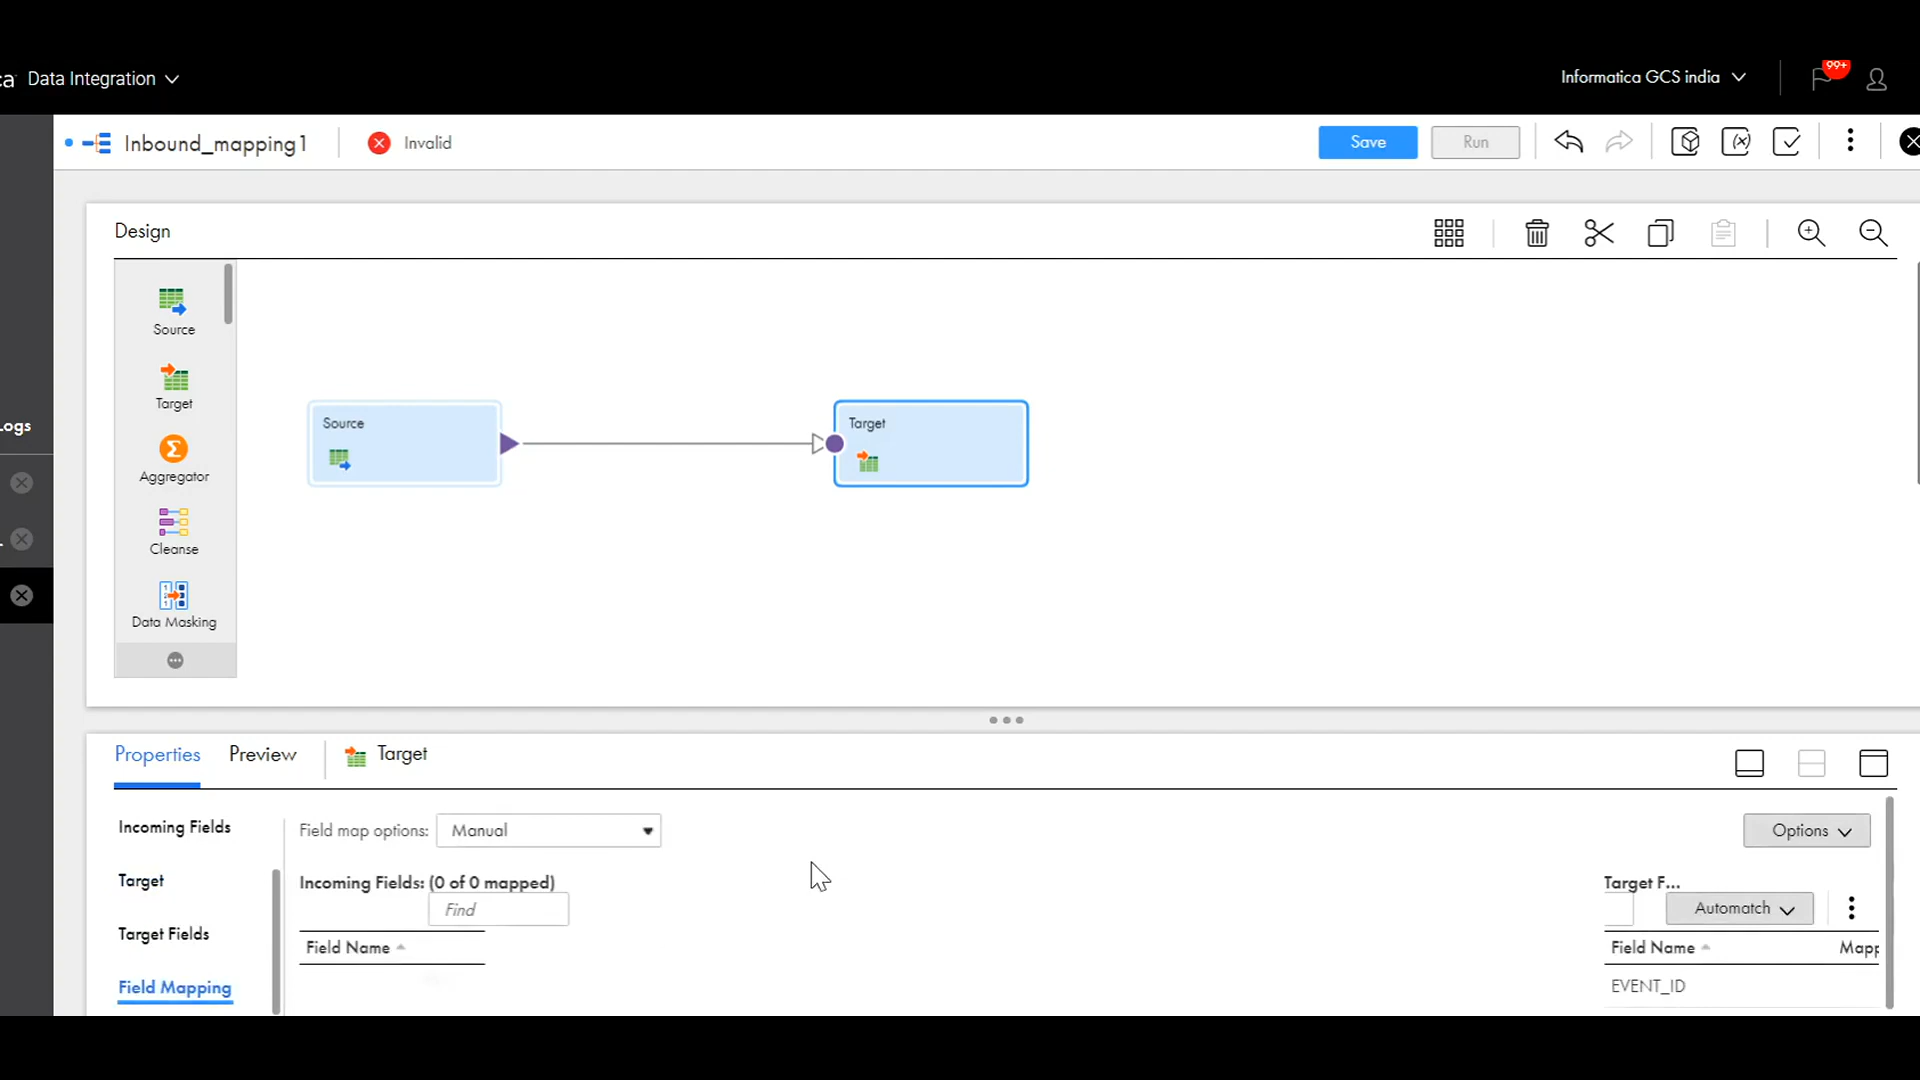 ca Data Integration
Informatica GCS india
99+
Inbound_mapping1
Invalid
Save
Run
Design
Source
Target
Aggregator
Cleanse
Data Masking
Logs
Source
Target
Properties
Preview
Target
Incoming Fields
Target
Target Fields
Field Mapping
Field map options:
Manual
Options
Incoming Fields: (0 of 0 mapped)
Find
Field Name
Target F...
Automatch
Field Name
Mapp
EVENT_ID